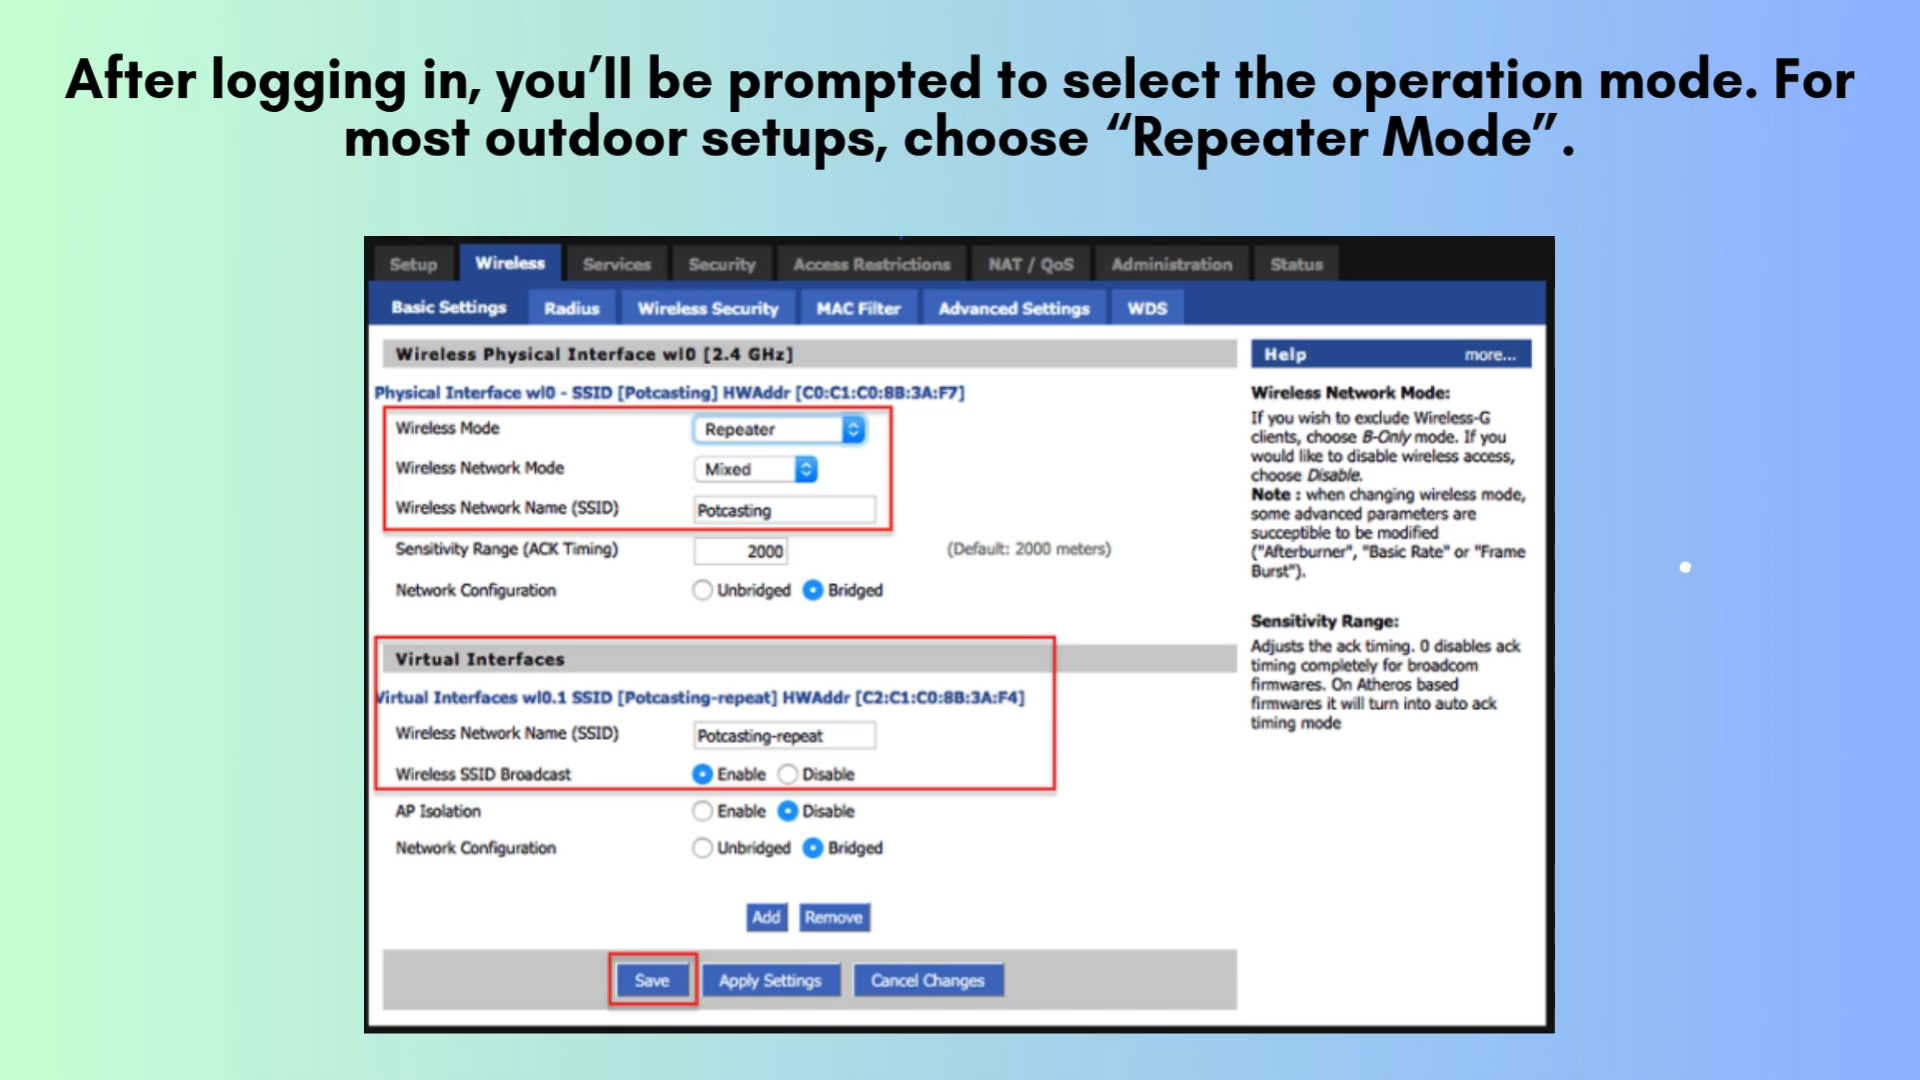 After logging in, you’ll be prompted to select the operation mode. For
most outdoor setups, choose “Repeater Mode”.
Setup Wireless Services Security Access Restrictions NAT / QoS Administration Status
Basic Settings Radius Wireless Security MAC Filter Advanced Settings WDS
Wireless Physical Interface wl0 [2.4 GHz]
Physical Interface wl0 - SSID [Potcasting] HWAddr [C0:C1:C0:8B:3A:F7]
Wireless Mode Repeater
Wireless Network Mode Mixed
Wireless Network Name (SSID) Potcasting
Sensitivity Range (ACK Timing) 2000 (Default: 2000 meters)
Network Configuration Unbridged Bridged
Virtual Interfaces
Virtual Interfaces wl0.1 SSID [Potcasting-repeat] HWAddr [C2:C1:C0:8B:3A:F4]
Wireless Network Name (SSID) Potcasting-repeat
Wireless SSID Broadcast Enable Disable
AP Isolation Enable Disable
Network Configuration Unbridged Bridged
Add Remove
Save Apply Settings Cancel Changes
Help more...
Wireless Network Mode:
If you wish to exclude Wireless-G
clients, choose B-Only mode. If you
would like to disable wireless access,
choose Disable.
Note : when changing wireless mode,
some advanced parameters are
succeptible to be modified
("Afterburner", "Basic Rate" or "Frame
Burst").
Sensitivity Range:
Adjusts the ack timing. 0 disables ack
timing completely for broadcom
firmwares. On Atheros based
firmwares it will turn into auto ack
timing mode